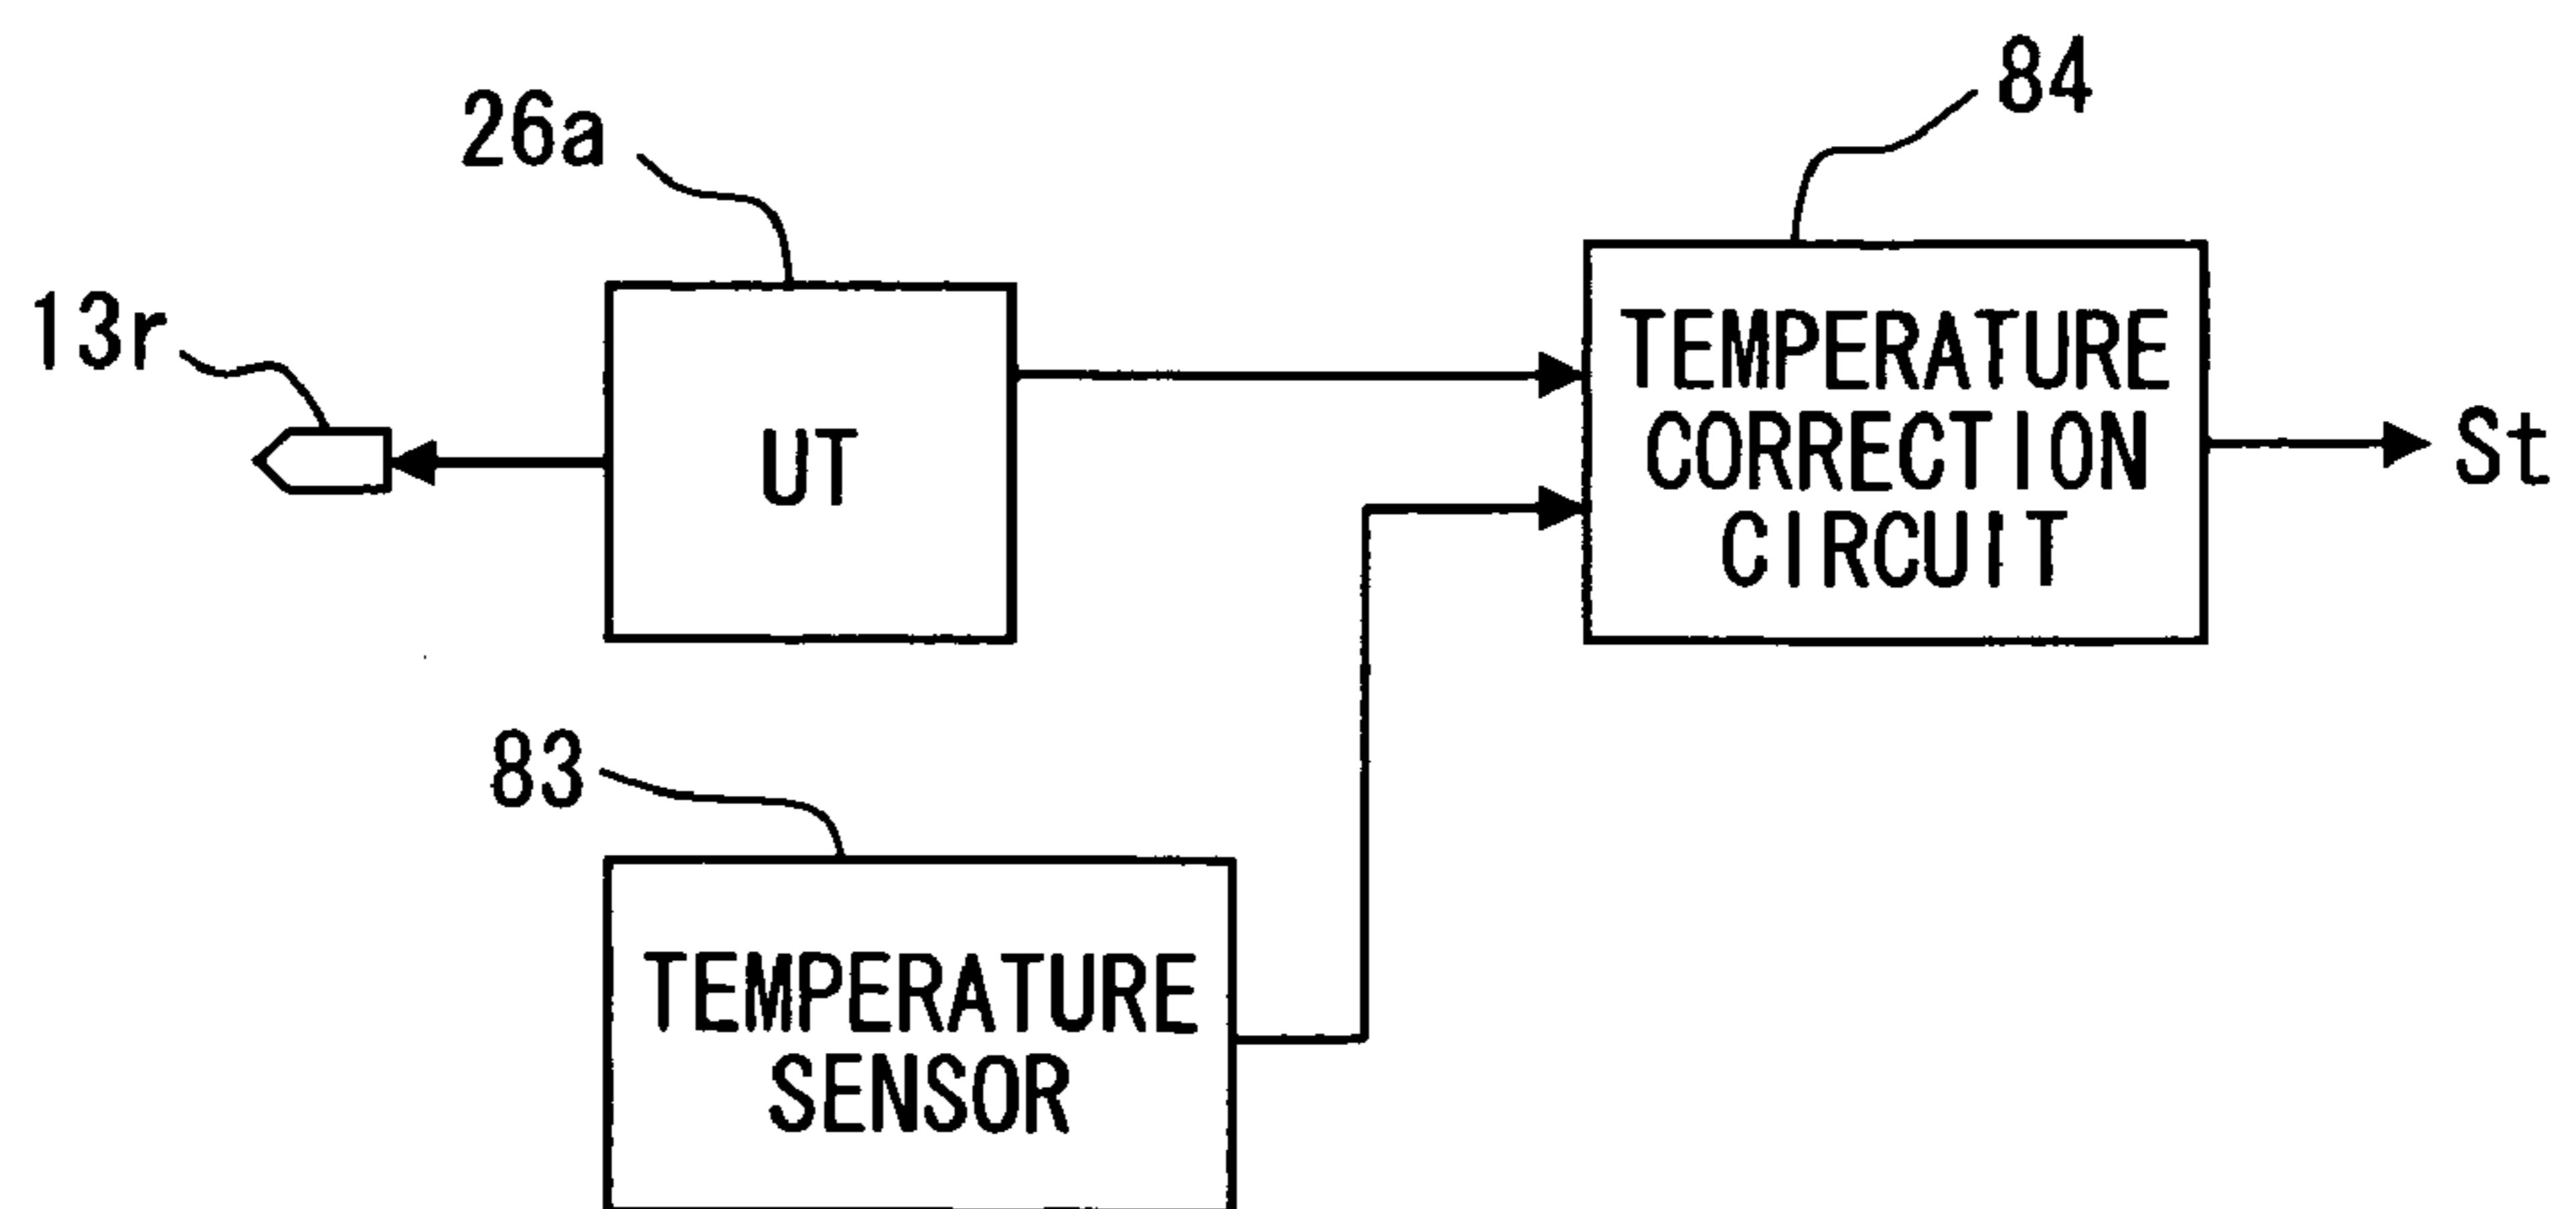 84
26a
13r
TEMPERATURE
CORRECTION
CIRCUIT
UT
St
83
TEMPERATURE
SENSOR